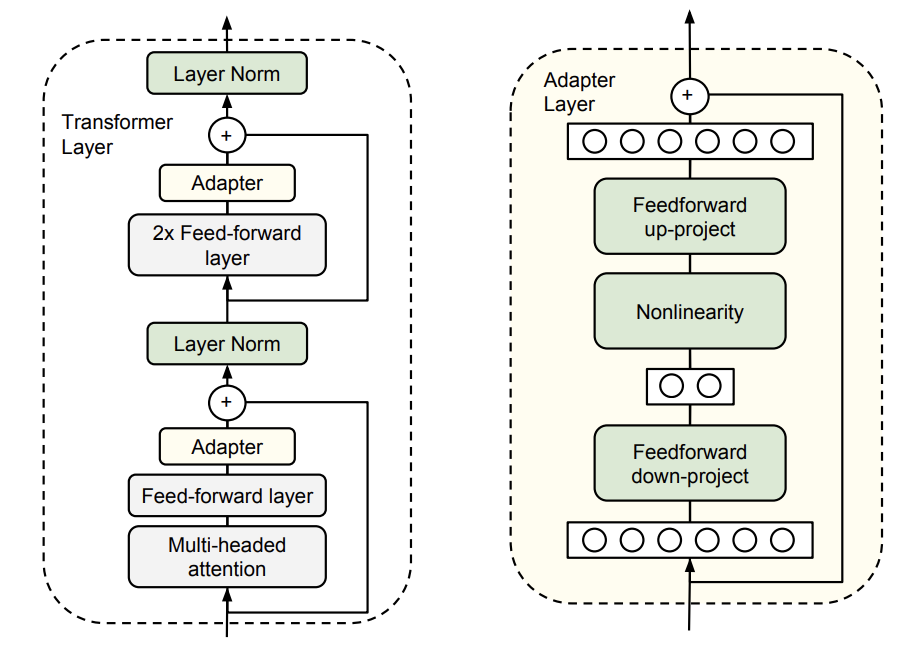 Layer Norm
Transformer
Layer
+
Adapter
2x Feed-forward
layer
Layer Norm
+
Adapter
Feed-forward layer
Multi-headed
attention
Adapter
Layer
+
Feedforward
up-project
Nonlinearity
Feedforward
down-project